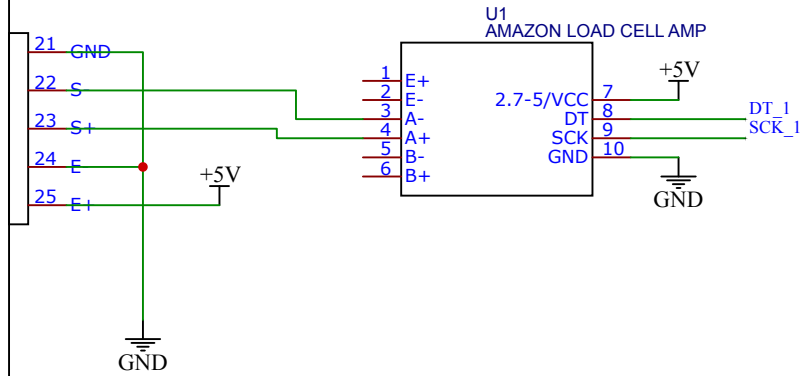 U1
AMAZON LOAD CELL AMP
21 GND
22 S-
23 S+
24 E-
25 E+
+5V
GND
1 E+
2 E-
3 A-
4 A+
5 B-
6 B+
2.7-5/VCC 7
DT 8
SCK 9
GND 10
+5V
DT_1
SCK_1
GND